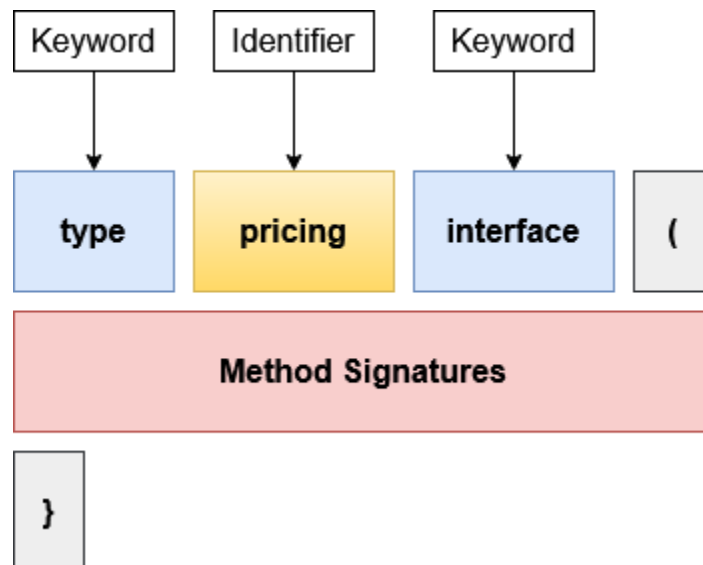 Keyword Identifier Keyword
type pricing interface (
Method Signatures
}